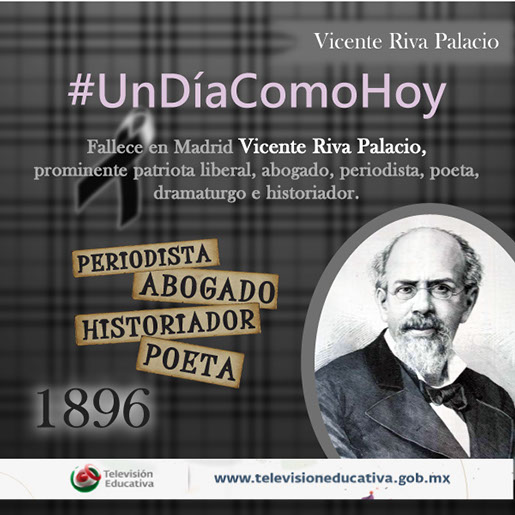 Vicente Riva Palacio
#UnDíaComoHoy
Fallece en Madrid Vicente Riva Palacio,
prominente patriota liberal, abogado, periodista, poeta,
dramaturgo e historiador.
PERIODISTA
ABOGADO
HISTORIADOR
POETA
1896
Televisión
Educativa
www.televisioneducativa.gob.mx